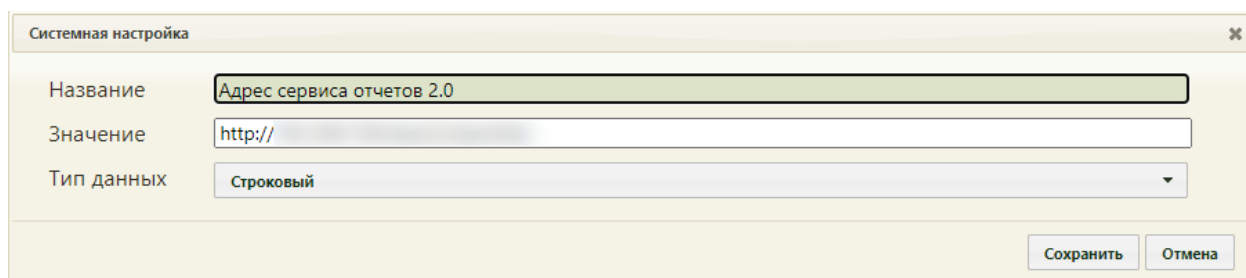 Системная настройка
Название Адрес сервиса отчетов 2.0
Значение http://
Тип данных Строковый
Сохранить Отмена